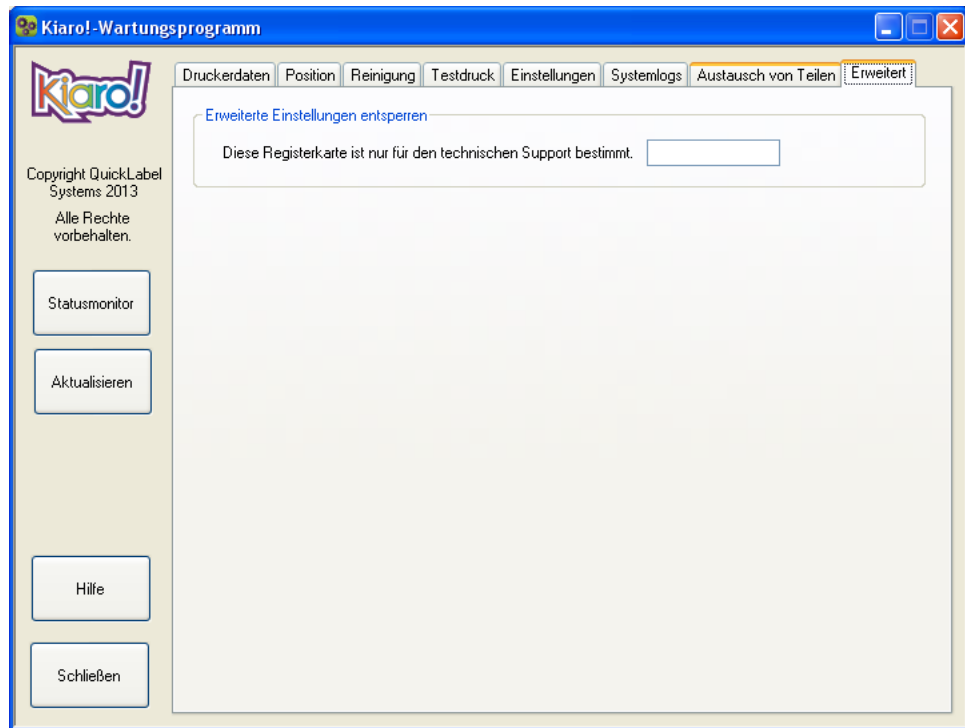 Kiaro!-Wartungsprogramm
Kiaro!
Druckerdaten Position Reinigung Testdruck Einstellungen Systemlogs Austausch von Teilen Erweitert
Erweiterte Einstellungen entsperren
Diese Registerkarte ist nur für den technischen Support bestimmt.
Copyright QuickLabel
Systems 2013
Alle Rechte
vorbehalten.
Statusmonitor
Aktualisieren
Hilfe
Schließen